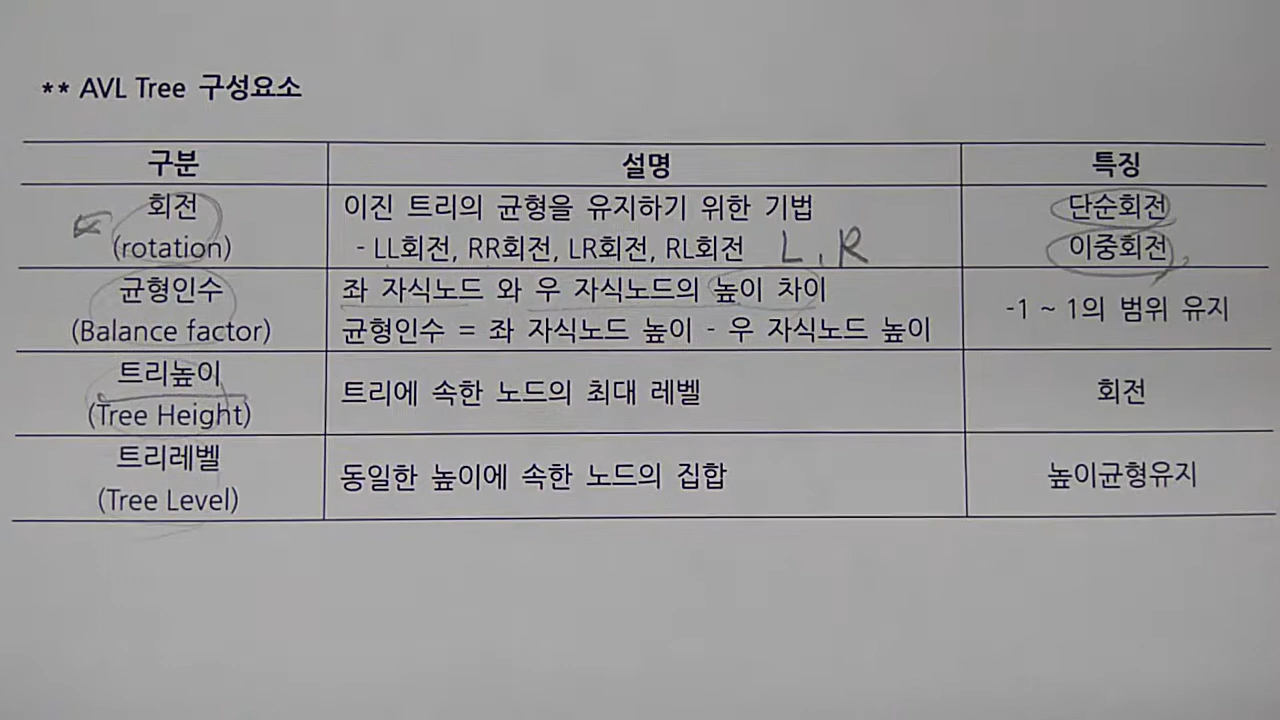 ** AVL Tree 구성요소
구분 설명 특징
회전
(rotation)
이진 트리의 균형을 유지하기 위한 기법
- LL회전, RR회전, LR회전, RL회전 L, R
단순회전
이중회전
균형인수
(Balance factor)
좌 자식노드 와 우 자식노드의 높이 차이
균형인수 = 좌 자식노드 높이 - 우 자식노드 높이
-1 ~ 1의 범위 유지
트리높이
(Tree Height)
트리에 속한 노드의 최대 레벨
회전
트리레벨
(Tree Level)
동일한 높이에 속한 노드의 집합
높이균형유지